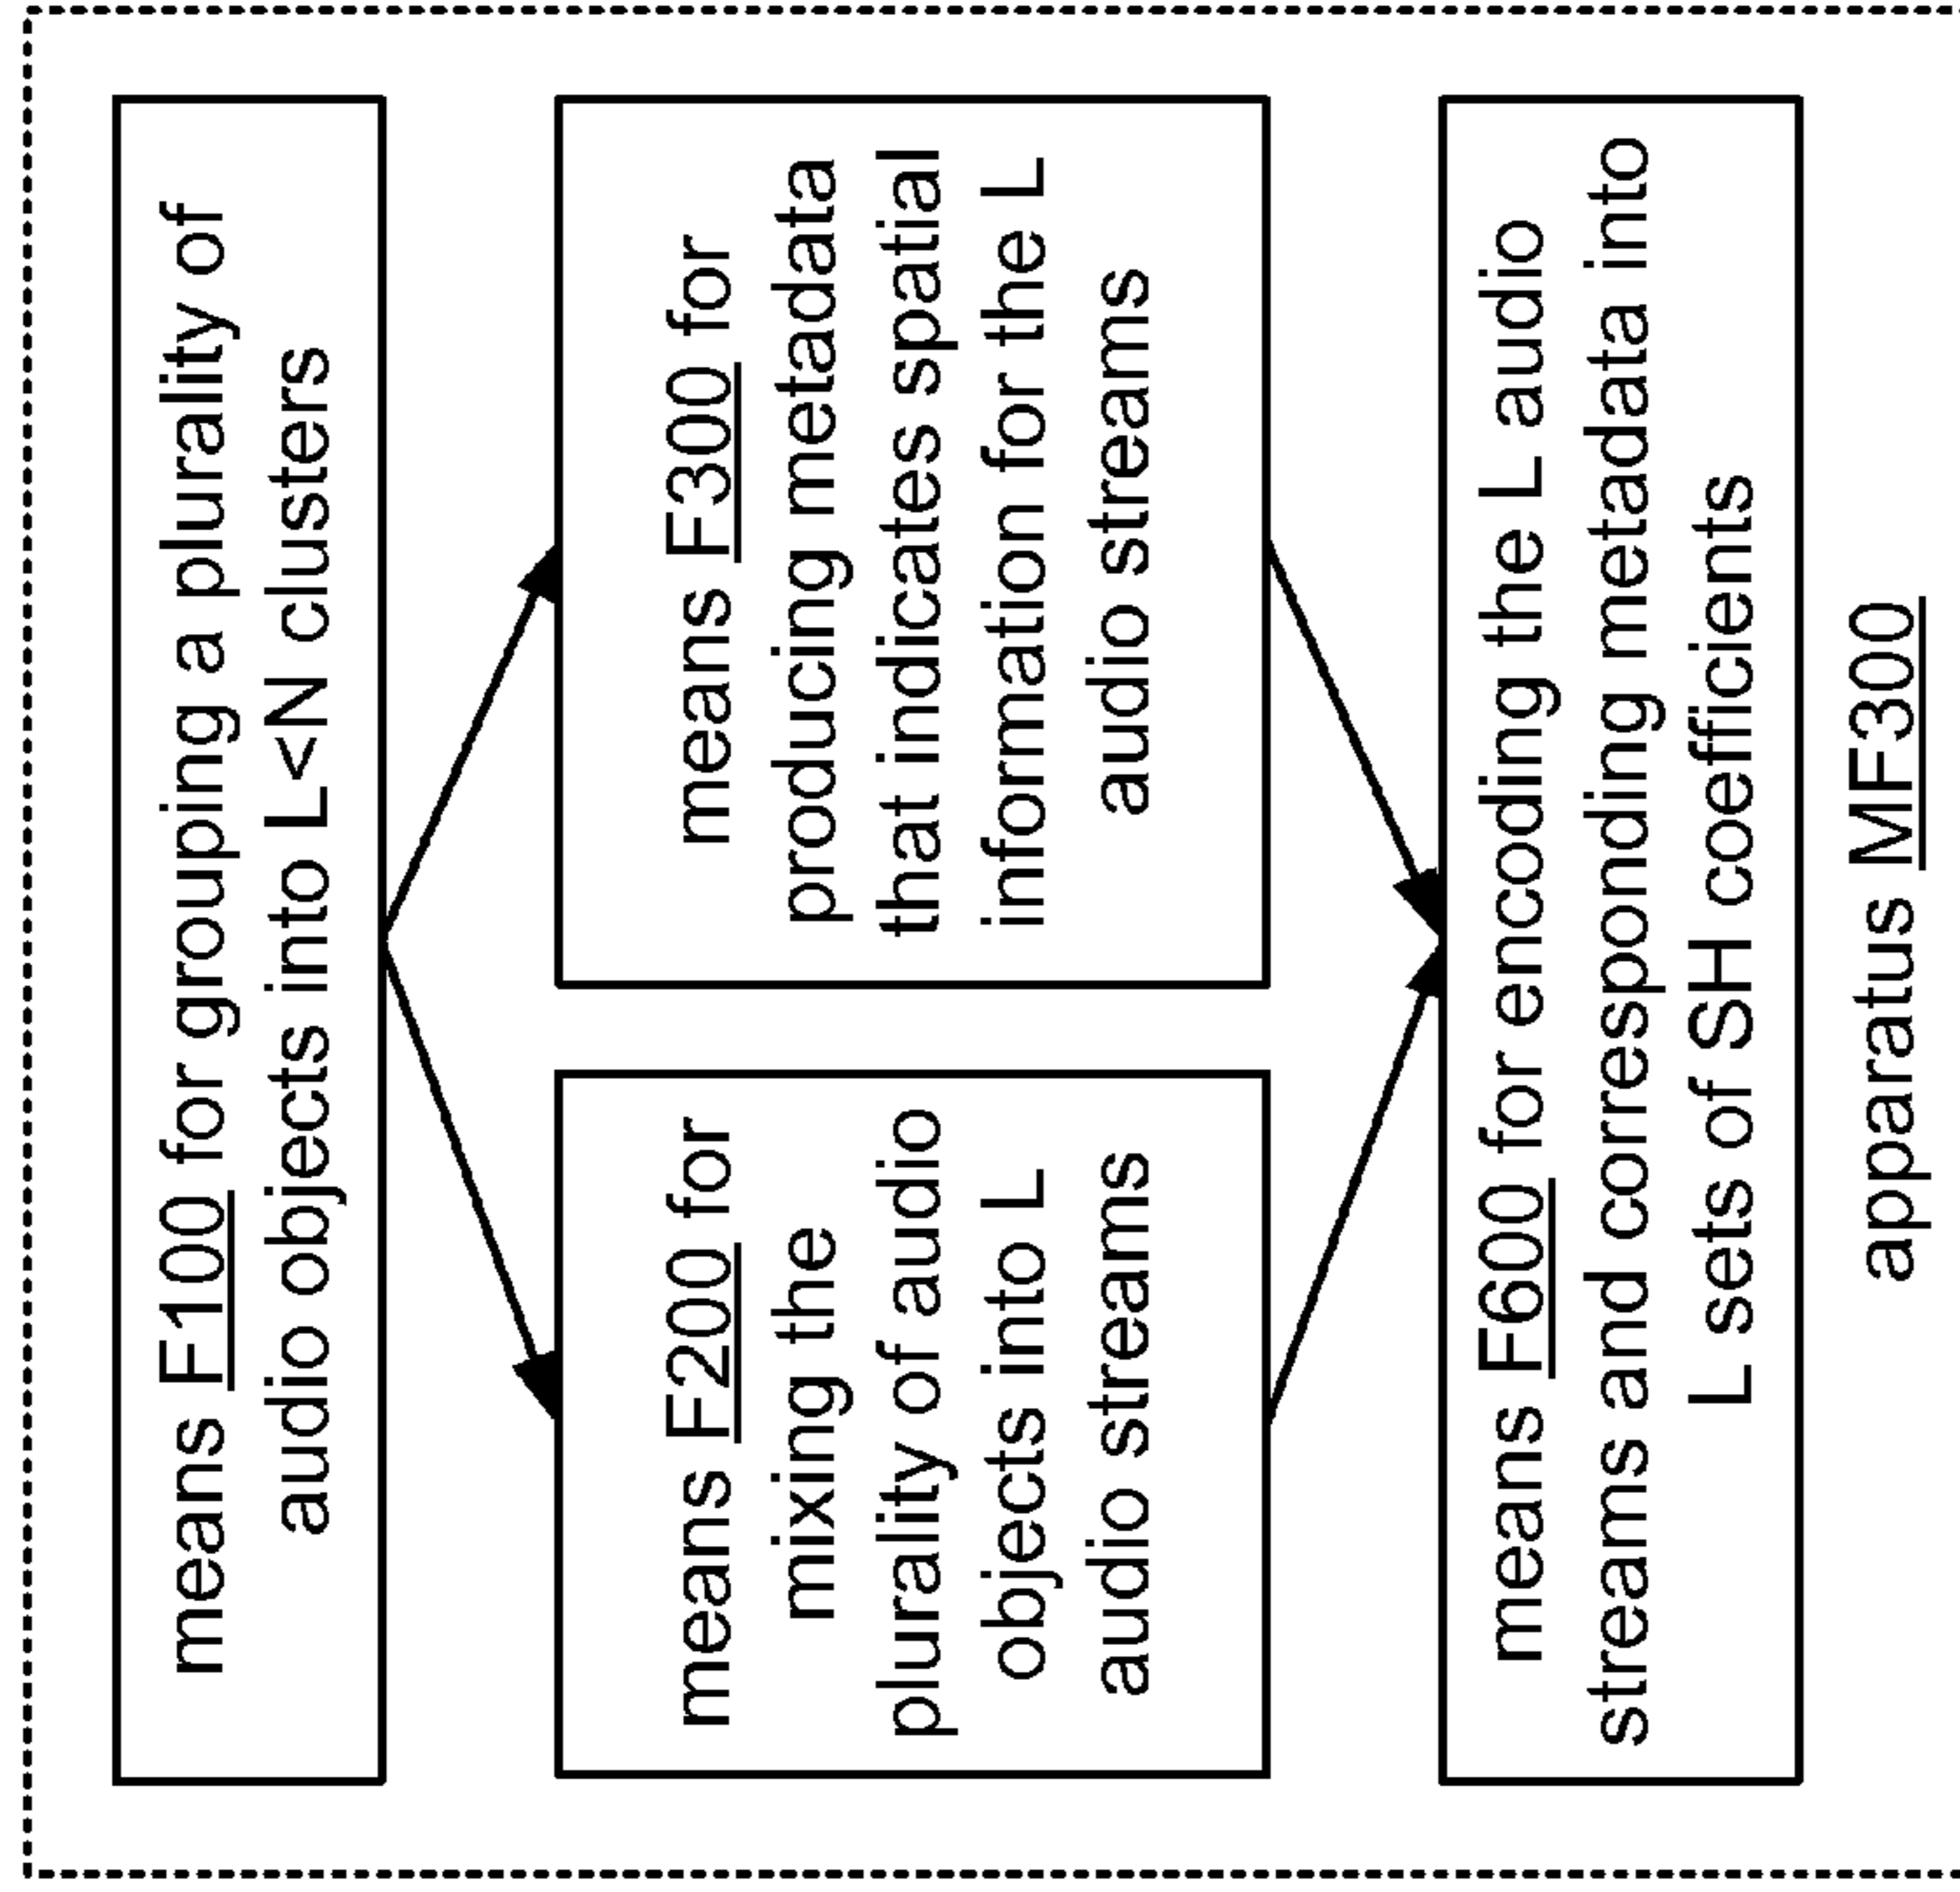 means F100 for grouping a plurality of
audio objects into L<N clusters
means F200 for
mixing the
plurality of audio
objects into L
audio streams
means F300 for
producing metadata
that indicates spatial
information for the L
audio streams
means F600 for encoding the L audio
streams and corresponding metadata into
L sets of SH coefficients
apparatus MF300